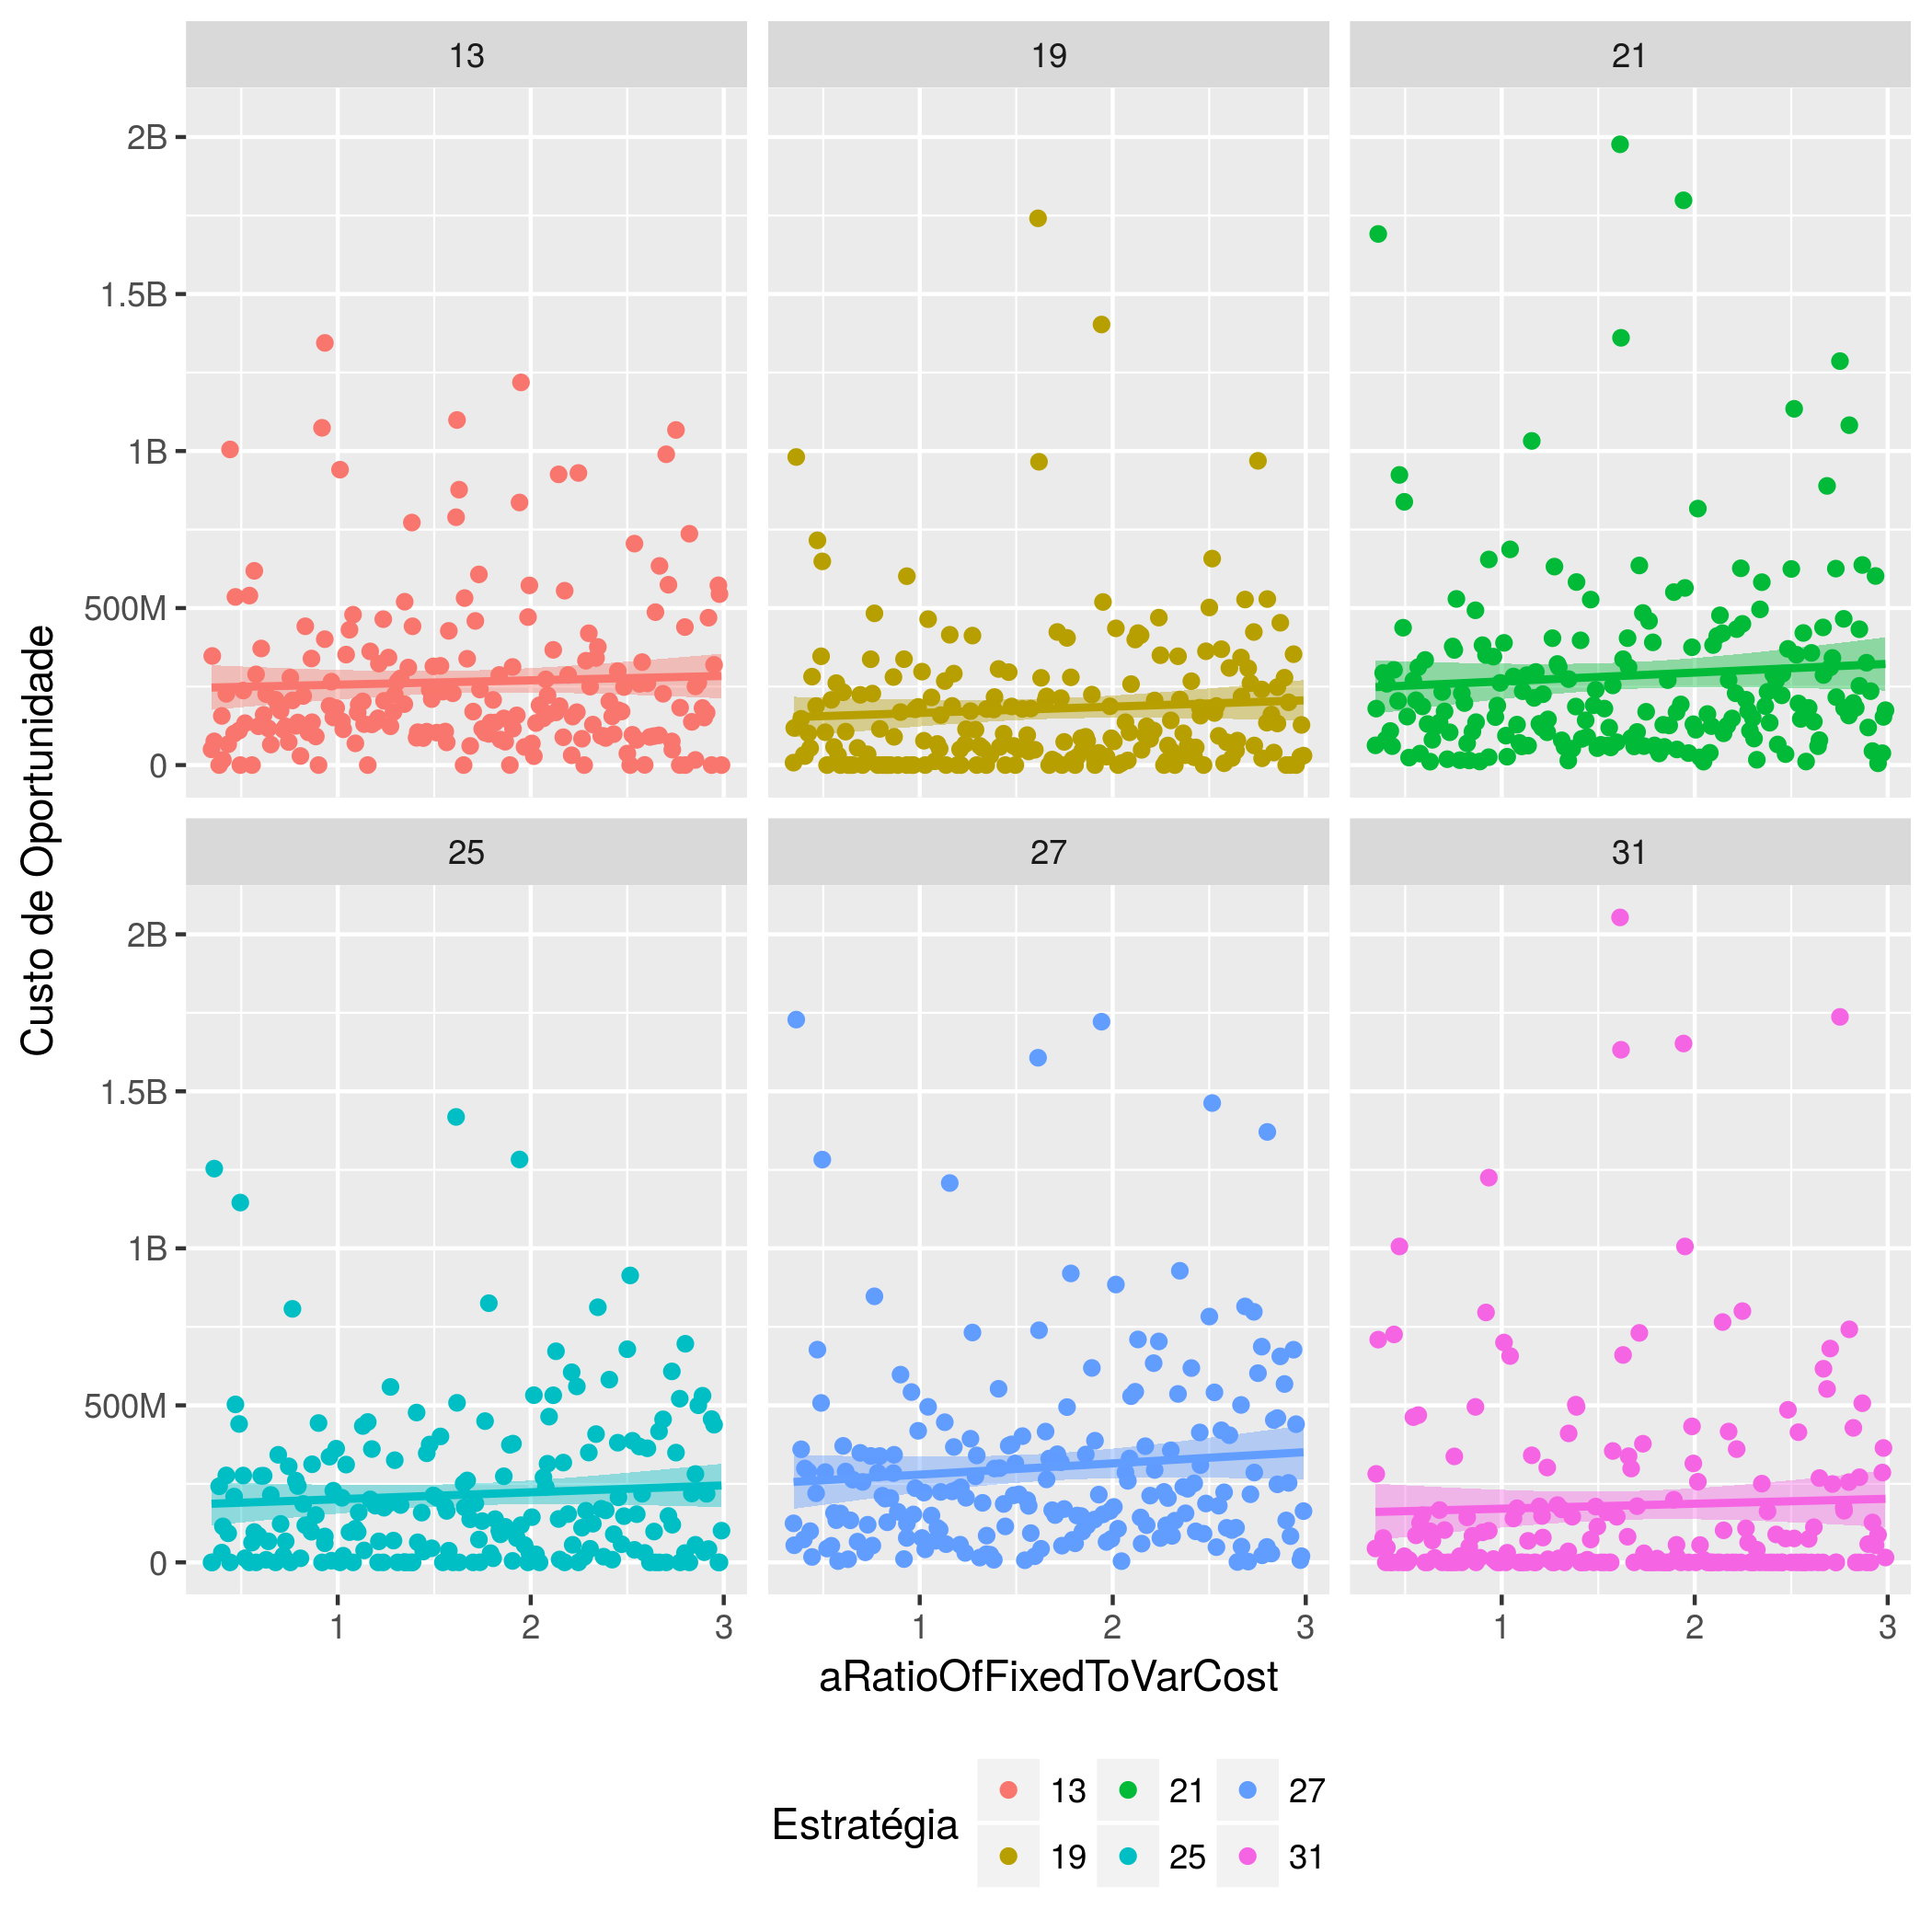 13 19 21
2B
1.5B
1B
500M
0
Custo de Oportunidade
25 27 31
2B
1.5B
1B
500M
0
1 2 3 1 2 3 1 2 3
aRatioOfFixedToVarCost
Estratégia
13 21 27
19 25 31